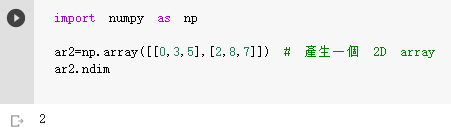 import numpy as np
ar2=np.array([[0,3,5],[2,8,7]]) # 產生一個 2D array
ar2.ndim
2